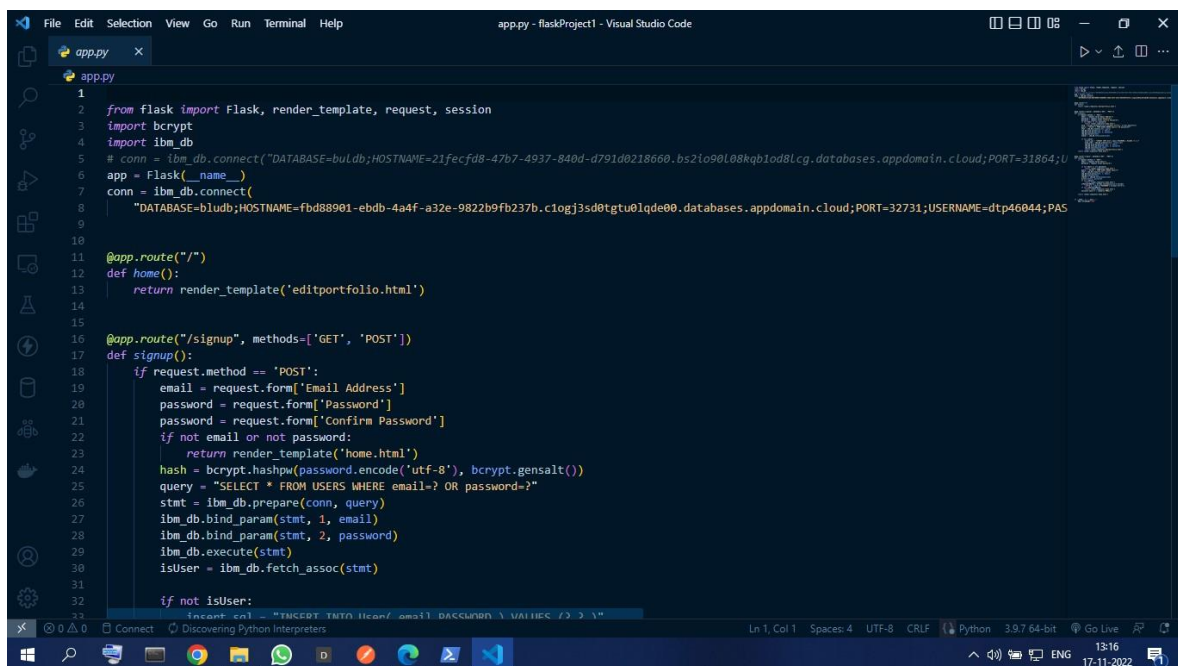 File Edit Selection View Go Run Terminal Help app.py - flaskProject1 - Visual Studio Code
app.py
app.py
1
2 from flask import Flask, render_template, request, session
3 import bcrypt
4 import ibm_db
5 # conn = ibm_db.connect("DATABASE=buldb;HOSTNAME=21fecfd8-47b7-4937-840d-d791d0218660.bs2io90l08kqb1od8lcg.databases.appdomain.cloud;PORT=31864;U
6 app = Flask(__name__)
7 conn = ibm_db.connect(
8 "DATABASE=bludb;HOSTNAME=fbd88901-ebdb-4a4f-a32e-9822b9fb237b.c1ogj3sd0tgtu0lqde00.databases.appdomain.cloud;PORT=32731;USERNAME=dtp46044;PAS
9
10
11 @app.route("/")
12 def home():
13 return render_template('editportfolio.html')
14
15
16 @app.route("/signup", methods=['GET', 'POST'])
17 def signup():
18 if request.method == 'POST':
19 email = request.form['Email Address']
20 password = request.form['Password']
21 password = request.form['Confirm Password']
22 if not email or not password:
23 return render_template('home.html')
24 hash = bcrypt.hashpw(password.encode('utf-8'), bcrypt.gensalt())
25 query = "SELECT * FROM USERS WHERE email=? OR password=?"
26 stmt = ibm_db.prepare(conn, query)
27 ibm_db.bind_param(stmt, 1, email)
28 ibm_db.bind_param(stmt, 2, password)
29 ibm_db.execute(stmt)
30 isUser = ibm_db.fetch_assoc(stmt)
31
32 if not isUser:
33 insert_sql = "INSERT INTO User( email,PASSWORD ) VALUES (?,?,)"
0 0 Connect Discovering Python Interpreters Ln 1, Col 1 Spaces: 4 UTF-8 CRLF Python 3.9.7 64-bit Go Live
ENG 13:16
17-11-2022